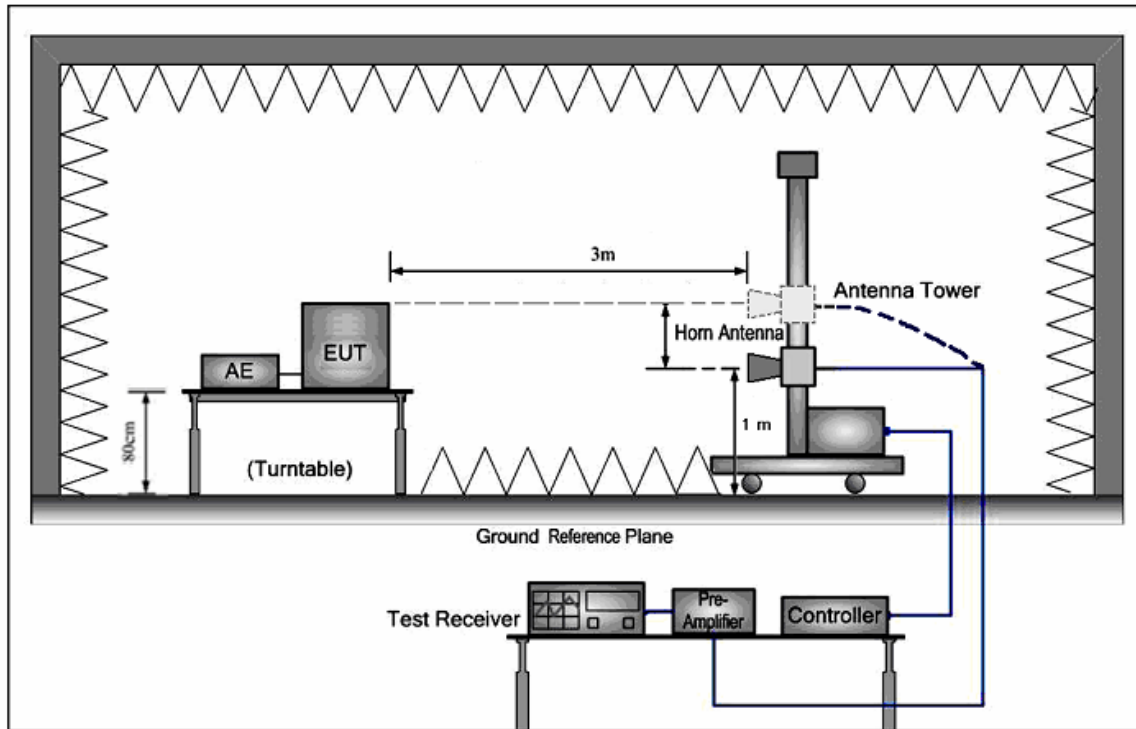 3m
Antenna Tower
Horn Antenna
EUT
AE
1 m
80cm
(Turntable)
Ground Reference Plane
Test Receiver
Pre-
Amplifier
Controller